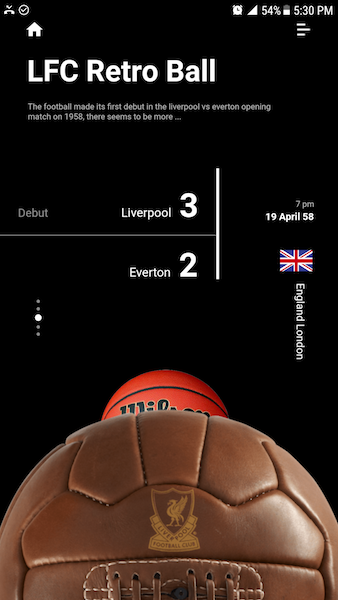 54% 5:30 PM
LFC Retro Ball
The football made its first debut in the liverpool vs everton opening
match on 1958, there seems to be more ...
7 pm
19 April 58
Debut
Liverpool 3
Everton 2
England London
Wilson
LIVERPOOL
FOOTBALL CLUB